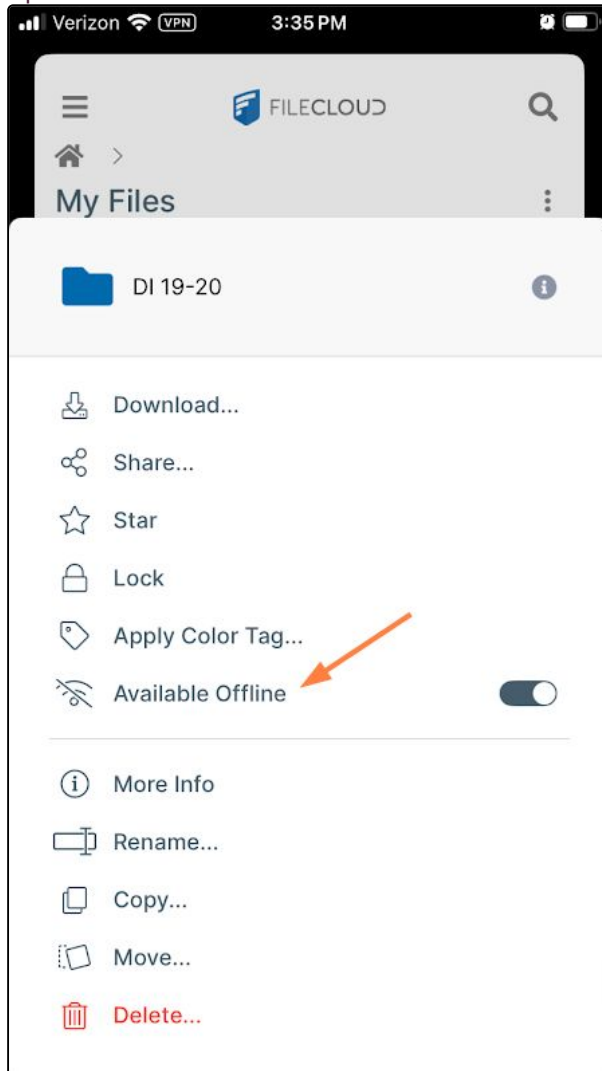 Verizon VPN 3:35 PM
FILECLOUD
>
My Files
DI 19-20
Download...
Share...
Star
Lock
Apply Color Tag...
Available Offline
More Info
Rename...
Copy...
Move...
Delete...